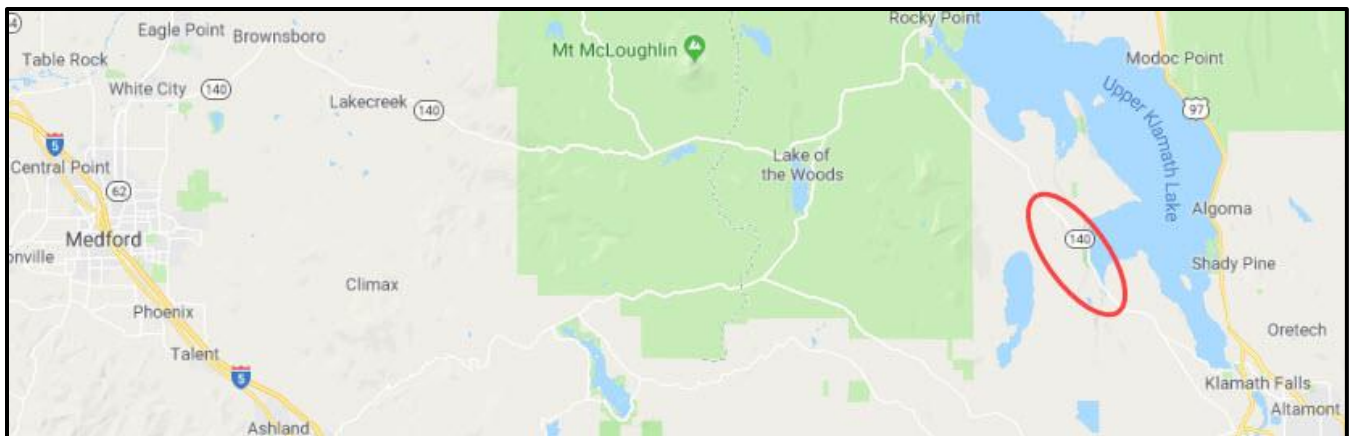 Rocky Point
Eagle Point
Brownsboro
Mt McLoughlin
Table Rock
Modoc Point
White City
140
Lakecreek
140
97
Upper Klamath Lake
5
Central Point
62
Lake of
the Woods
Medford
140
Algoma
Shady Pine
Climax
Phoenix
Oretech
Talent
5
Klamath Falls
Altamont
Ashland